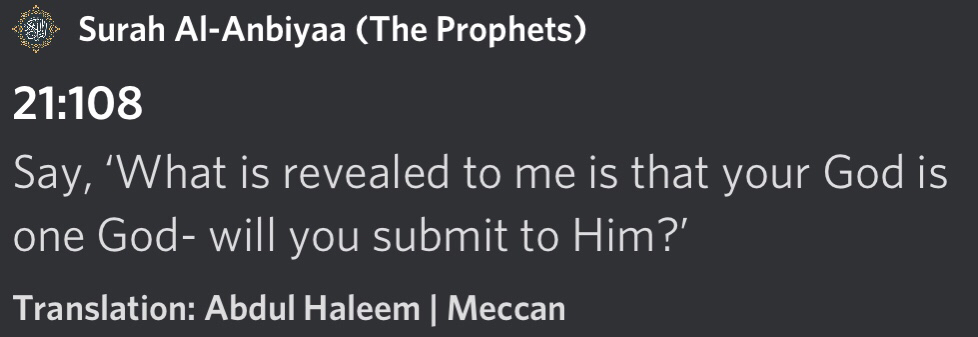 Surah Al-Anbiyaa (The Prophets)
21:108
Say, ‘What is revealed to me is that your God is
one God- will you submit to Him?’
Translation: Abdul Haleem | Meccan